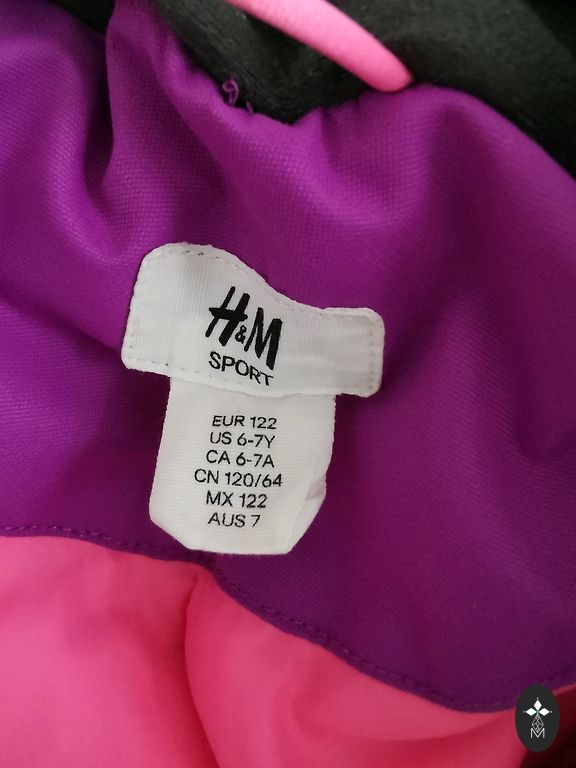 H&M
SPORT
EUR 122
US 6-7Y
CA 6-7A
CN 120/64
MX 122
AUS 7
M